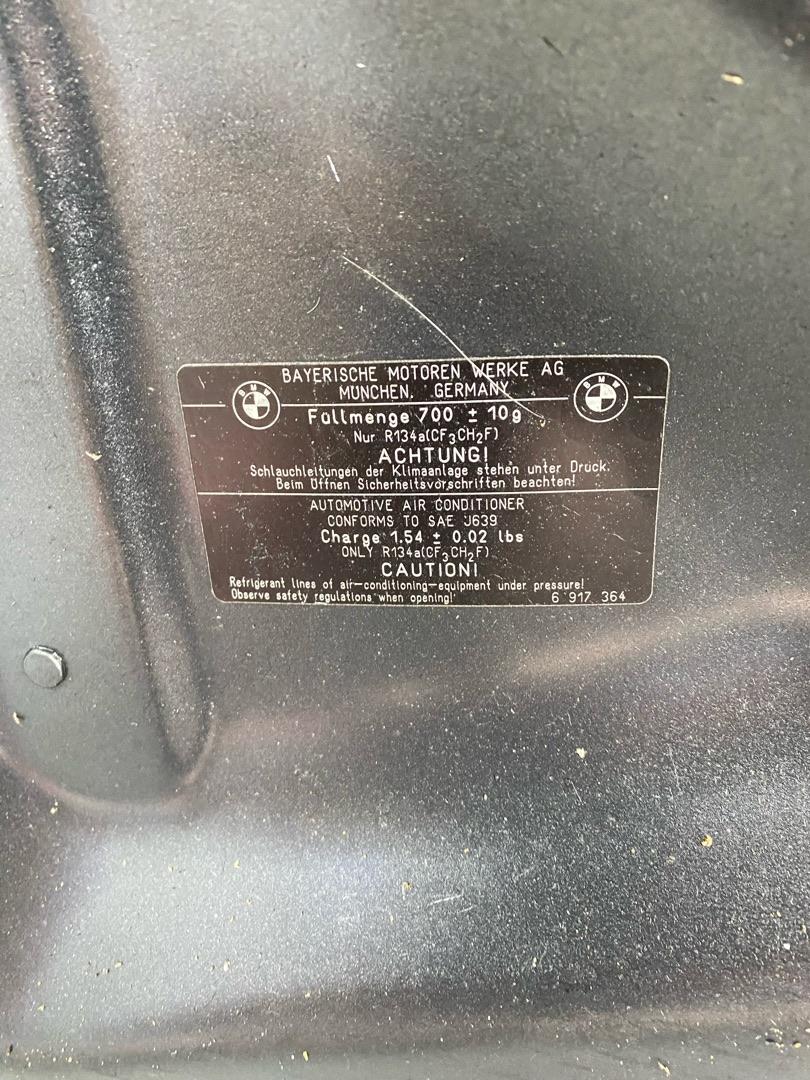 BAYERISCHE MOTOREN WERKE AG
MÜNCHEN, GERMANY
BMW
BMW
Füllmenge 700 ± 10g
Nur R134a(CF₃CH₂F)
ACHTUNG!
Schlauchleitungen der Klimaanlage stehen unter Druck.
Beim Öffnen Sicherheitsvorschriften beachten!
AUTOMOTIVE AIR CONDITIONER
CONFORMS TO SAE J639
Charge 1.54 ± 0.02 lbs
ONLY R134a(CF₃CH₂F)
CAUTION!
Refrigerant lines of air-conditioning-equipment under pressure!
Observe safety regulations when opening!
6 917 364